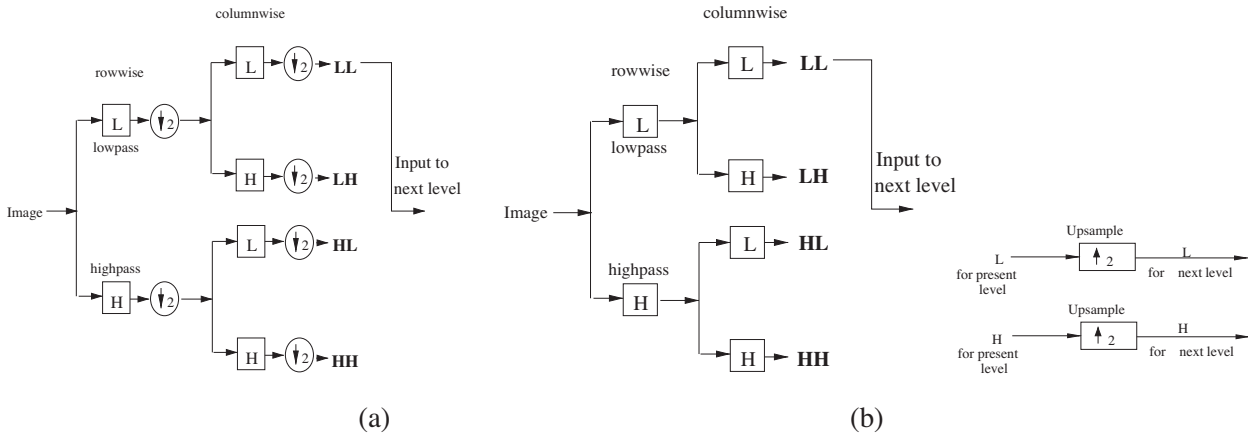 columnwise
rowwise
L
2
LL
L
2
lowpass
H
2
LH
Input to
next level
Image
L
2
HL
highpass
H
2
H
2
HH
(a)
columnwise
rowwise
L
LL
L
lowpass
H
LH
Input to
next level
Image
L
HL
highpass
H
H
HH
(b)
Upsample
L
2
L
for present
level
for next level
Upsample
H
2
H
for present
level
for next level